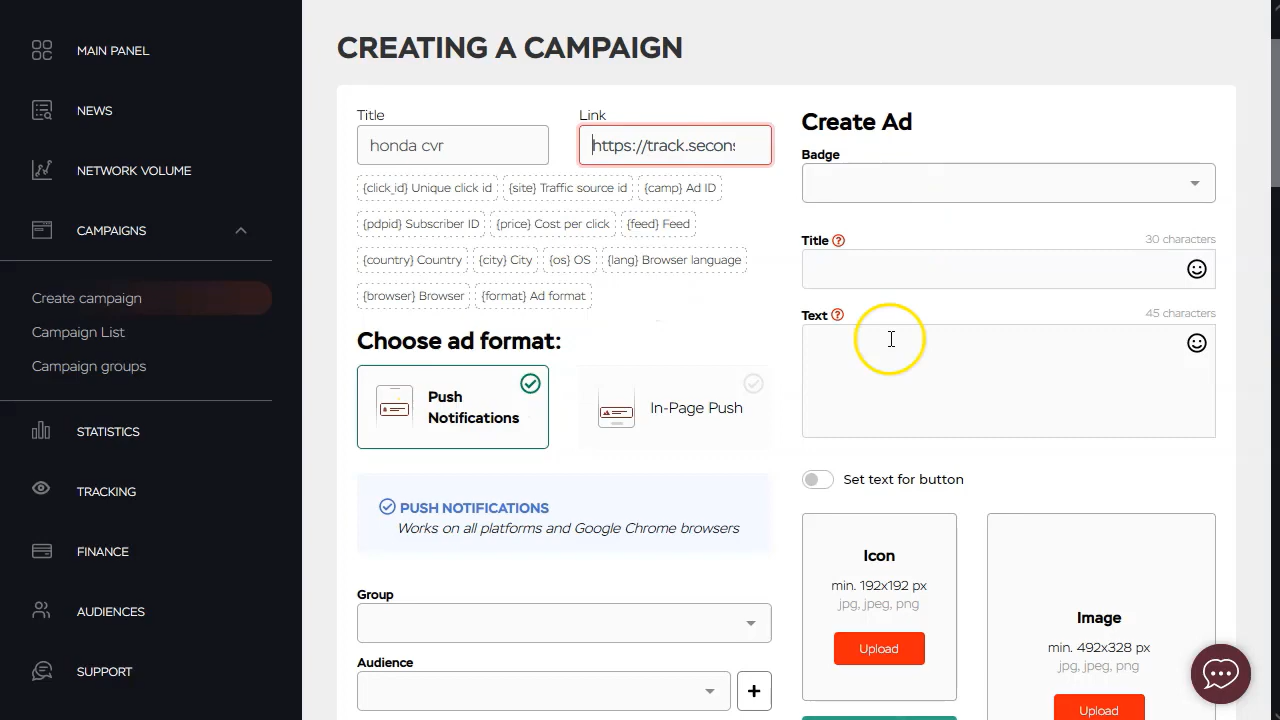 MAIN PANEL
NEWS
NETWORK VOLUME
CAMPAIGNS
Create campaign
Campaign List
Campaign groups
STATISTICS
TRACKING
FINANCE
AUDIENCES
SUPPORT
CREATING A CAMPAIGN
Title
Link
honda cvr
https://track.secons
{click_id} Unique click id
{site} Traffic source id
{camp} Ad ID
{pdpid} Subscriber ID
{price} Cost per click
{feed} Feed
{country} Country
{city} City
{os} OS
{lang} Browser language
{browser} Browser
{format} Ad format
Choose ad format:
Push
Notifications
In-Page Push
PUSH NOTIFICATIONS
Works on all platforms and Google Chrome browsers
Group
Audience
+
Create Ad
Badge
Title ?
30 characters
Text ?
45 characters
Set text for button
Icon
min. 192x192 px
jpg, jpeg, png
Upload
Image
min. 492x328 px
jpg, jpeg, png
Upload